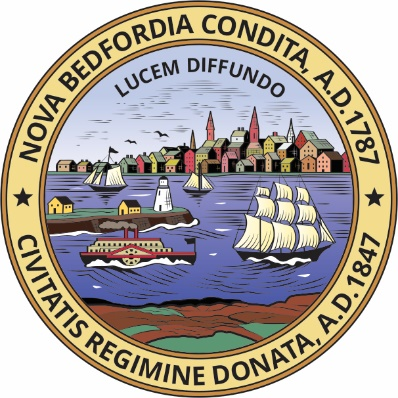 NOVA BEDFORDIA CONDITA, A.D.1787
LUCEM DIFFUNDO
CIVITATIS REGIMINE DONATA, A.D.1847